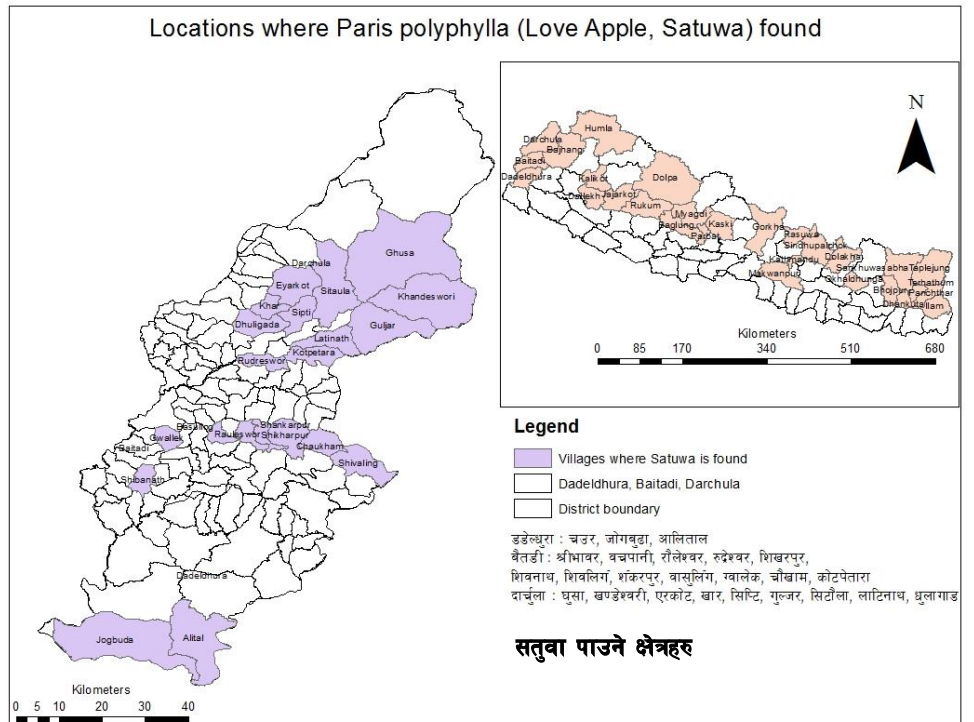 Locations where Paris polyphylla (Love Apple, Satuwa) found
N
Humla
Darchula
Bajhang
Baitadi
Dadeldhura
Kalikot
Dolpa
Dailekh
Jajarkot
Rukum
Myagdi
Baglung
Kaski
Parbat
Gorkha
Rasuwa
Sindhupalchok
Kathmandu
Dolakha
Makwanpur
Sankhuwasabha
Taplejung
Okhaldhunga
Terhathum
Bhojpur
Panchthar
Dhankuta
Ilam
Kilometers
0 85 170 340 510 680
Ghusa
Darchula
Eyarkot
Sitaula
Khandeswori
Khar
Sipti
Dhuligada
Guljar
Latinath
Kotpetara
Rudreswor
Basuling
Shankarpur
Gwallek
Rauleswor
Shikharpur
Chaukham
Baitadi
Shivaling
Shibanath
Dadeldhura
Jogbuda
Alital
Kilometers
0 5 10 20 30 40
Legend
Villages where Satuwa is found
Dadeldhura, Baitadi, Darchula
District boundary
डडेल्धुरा : चउर, जोगबुढा, आलिताल
बैतडी : श्रीभावर, वचपानी, रौलेश्वर, रुद्रेश्वर, शिखरपुर,
शिवनाथ, शिवलिगं, शंकरपुर, वासुलिंग, ग्वालेक, चौखाम, कोटपेतारा
दार्चुला : घुसा, खण्डेश्वरी, एरकोट, खार, सिप्टि, गुल्जर, सिटौला, लाटिनाथ, धुलागाड
सतुवा पाउने क्षेत्रहरु